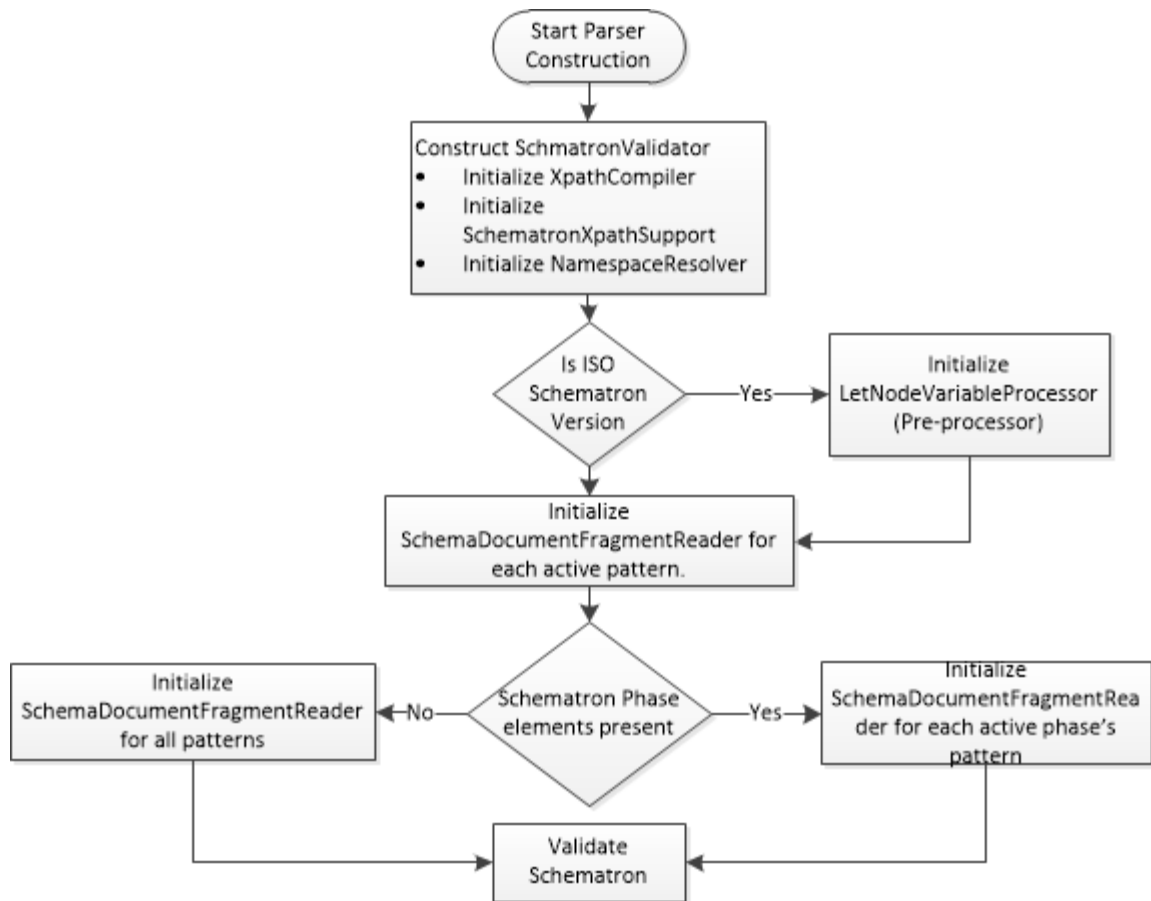 Start Parser
Construction
Construct SchmatronValidator
• Initialize XpathCompiler
• Initialize
SchematronXpathSupport
• Initialize NamespaceResolver
Is ISO
Schematron
Version
Yes
Initialize
LetNodeVariableProcessor
(Pre-processor)
Initialize
SchemaDocumentFragmentReader for
each active pattern.
Initialize
SchemaDocumentFragmentReader
for all patterns
No
Schematron Phase
elements present
Yes
Initialize
SchemaDocumentFragmentRea
der for each active phase's
pattern
Validate
Schematron